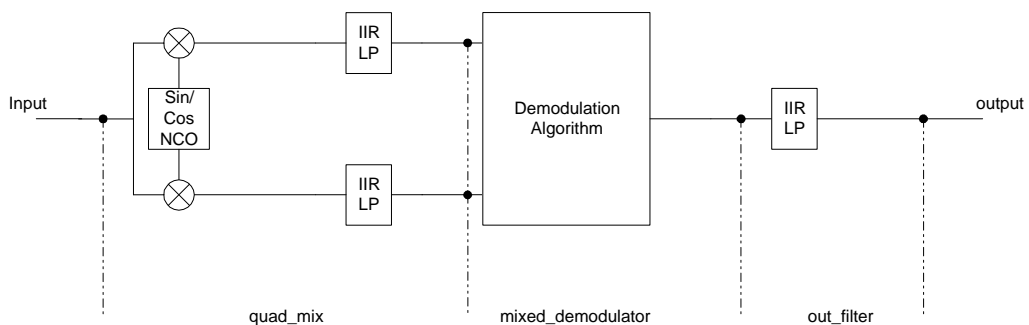 Input
Sin/
Cos
NCO
IIR
LP
IIR
LP
Demodulation
Algorithm
IIR
LP
output
quad_mix
mixed_demodulator
out_filter